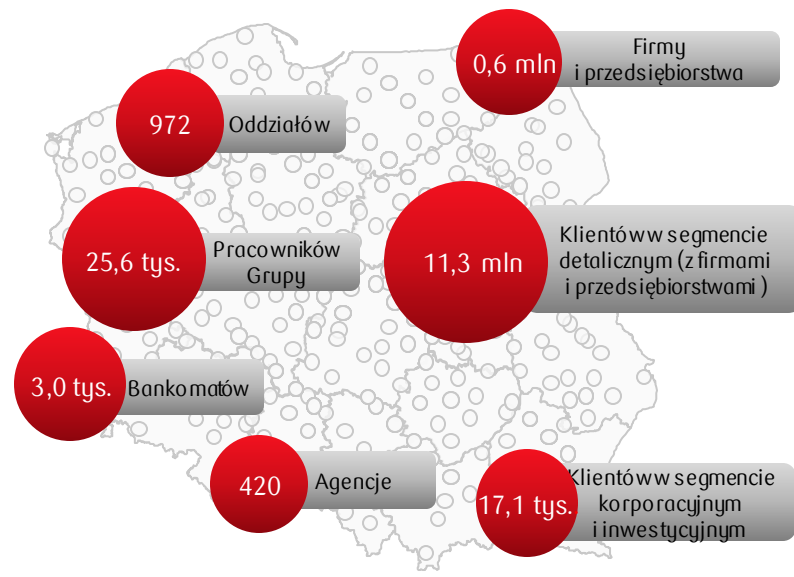 0,6 mln
Firmy
i przedsiębiorstwa
972
Oddziałów
25,6 tys.
Pracowników
Grupy
11,3 mln
Klientów w segmencie
detalicznym (z firmami
i przedsiębiorstwami)
3,0 tys.
Bankomatów
420
Agencje
17,1 tys.
Klientów w segmencie
korporacyjnym
i inwestycyjnym